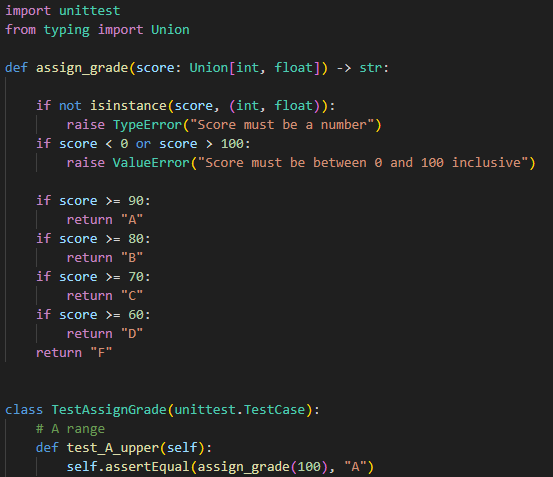 import unittest
from typing import Union
def assign_grade(score: Union[int, float]) -> str:
    if not isinstance(score, (int, float)):
        raise TypeError("Score must be a number")
    if score < 0 or score > 100:
        raise ValueError("Score must be between 0 and 100 inclusive")
    if score >= 90:
        return "A"
    if score >= 80:
        return "B"
    if score >= 70:
        return "C"
    if score >= 60:
        return "D"
    return "F"
class TestAssignGrade(unittest.TestCase):
    # A range
    def test_A_upper(self):
        self.assertEqual(assign_grade(100), "A")